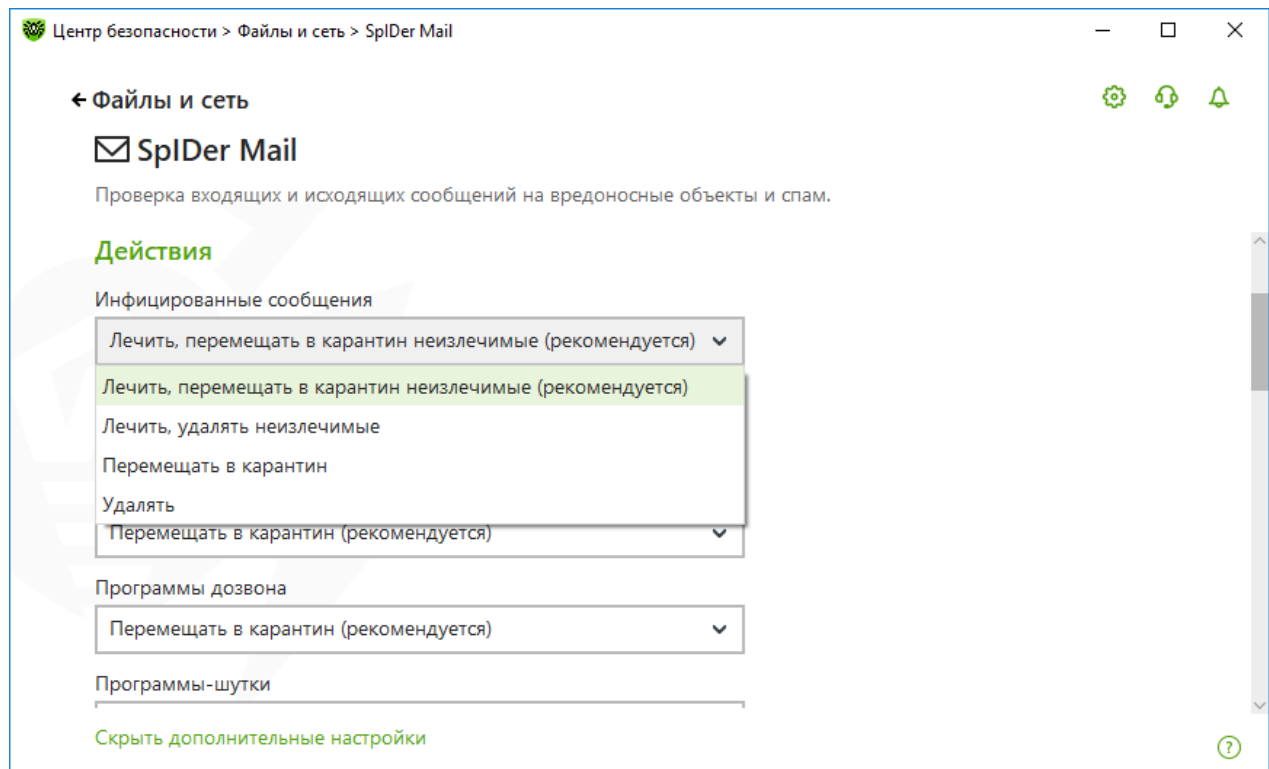 Центр безопасности > Файлы и сеть > SpIDer Mail
Файлы и сеть
SpIDer Mail
Проверка входящих и исходящих сообщений на вредоносные объекты и спам.
Действия
Инфицированные сообщения
Лечить, перемещать в карантин неизлечимые (рекомендуется)
Лечить, перемещать в карантин неизлечимые (рекомендуется)
Лечить, удалять неизлечимые
Перемещать в карантин
Удалять
Перемещать в карантин (рекомендуется)
Программы дозвона
Перемещать в карантин (рекомендуется)
Программы-шутки
Скрыть дополнительные настройки
?